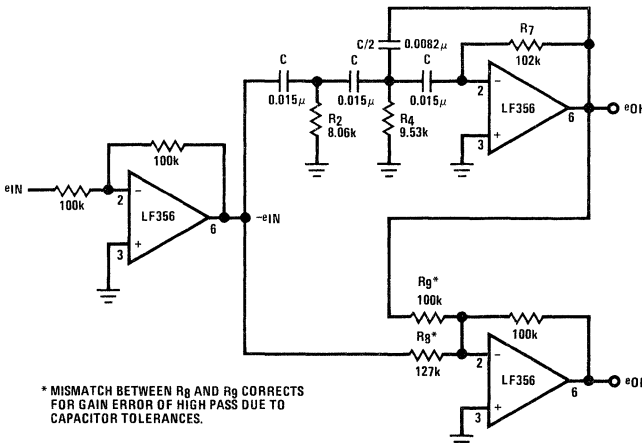 R7
102k
C/2
0.0082μ
C
0.015μ
C
0.015μ
C
0.015μ
R2
8.06k
R4
9.53k
2
−
LF356
6
3
+
eOH
100k
eIN
100k
2
−
LF356
6
3
+
−eIN
R9*
100k
R8*
127k
100k
2
−
LF356
6
3
+
eOL
* MISMATCH BETWEEN R8 AND R9 CORRECTS
FOR GAIN ERROR OF HIGH PASS DUE TO
CAPACITOR TOLERANCES.